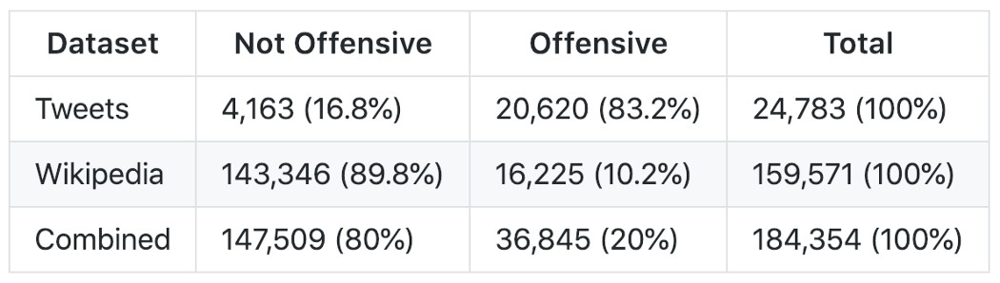 Dataset Not Offensive Offensive Total
Tweets 4,163 (16.8%) 20,620 (83.2%) 24,783 (100%)
Wikipedia 143,346 (89.8%) 16,225 (10.2%) 159,571 (100%)
Combined 147,509 (80%) 36,845 (20%) 184,354 (100%)